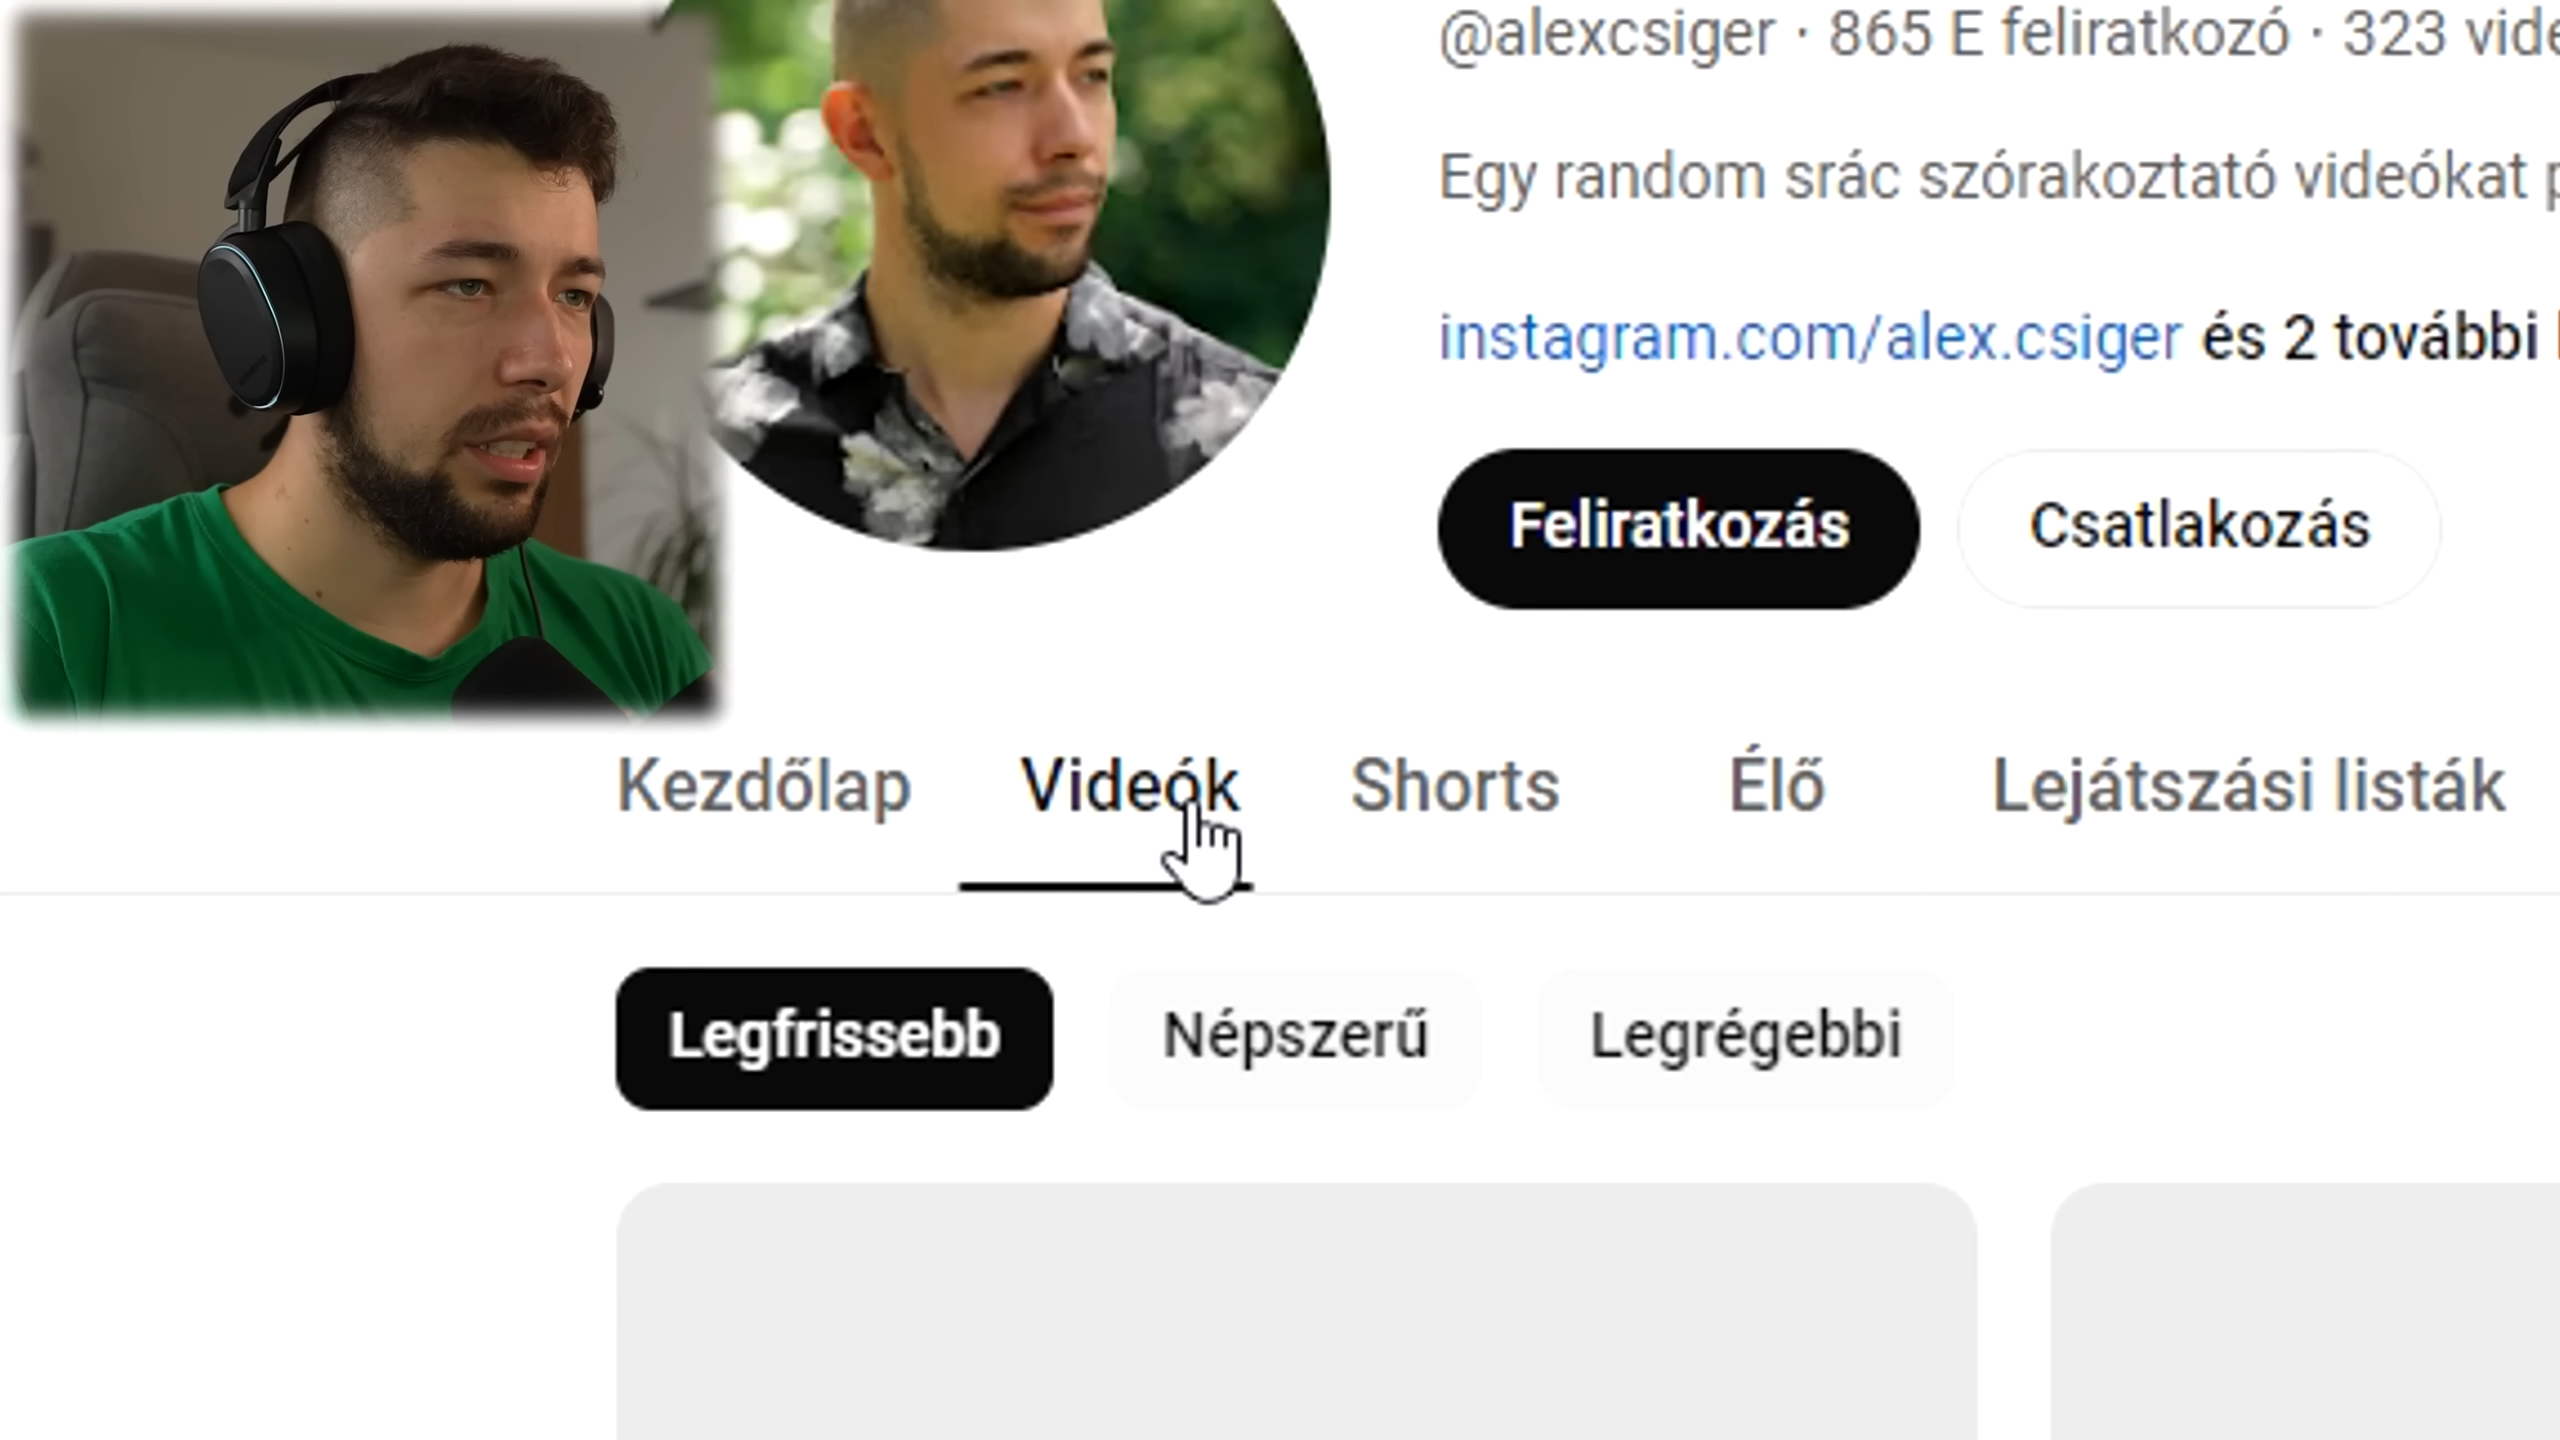 @alexcsiger · 865 E feliratkozó · 323
Egy random srác szórakoztató videókat
instagram.com/alex.csiger és 2 további
Feliratkozás Csatlakozás
Kezdőlap Videók Shorts Élő Lejátszási listák
Legfrissebb Népszerű Legrégebbi